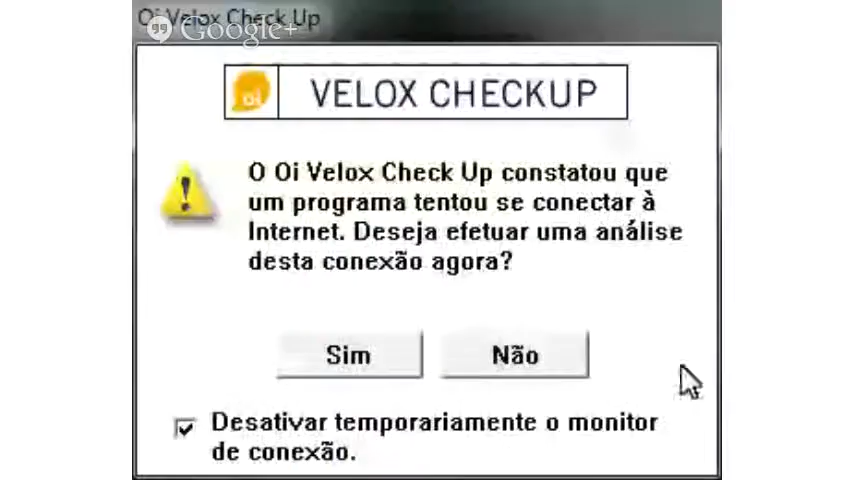 Oi Velox Check Up
Google+
oi VELOX CHECKUP
O Oi Velox Check Up constatou que
um programa tentou se conectar à
Internet. Deseja efetuar uma análise
desta conexão agora?
Sim Não
Desativar temporariamente o monitor
de conexão.